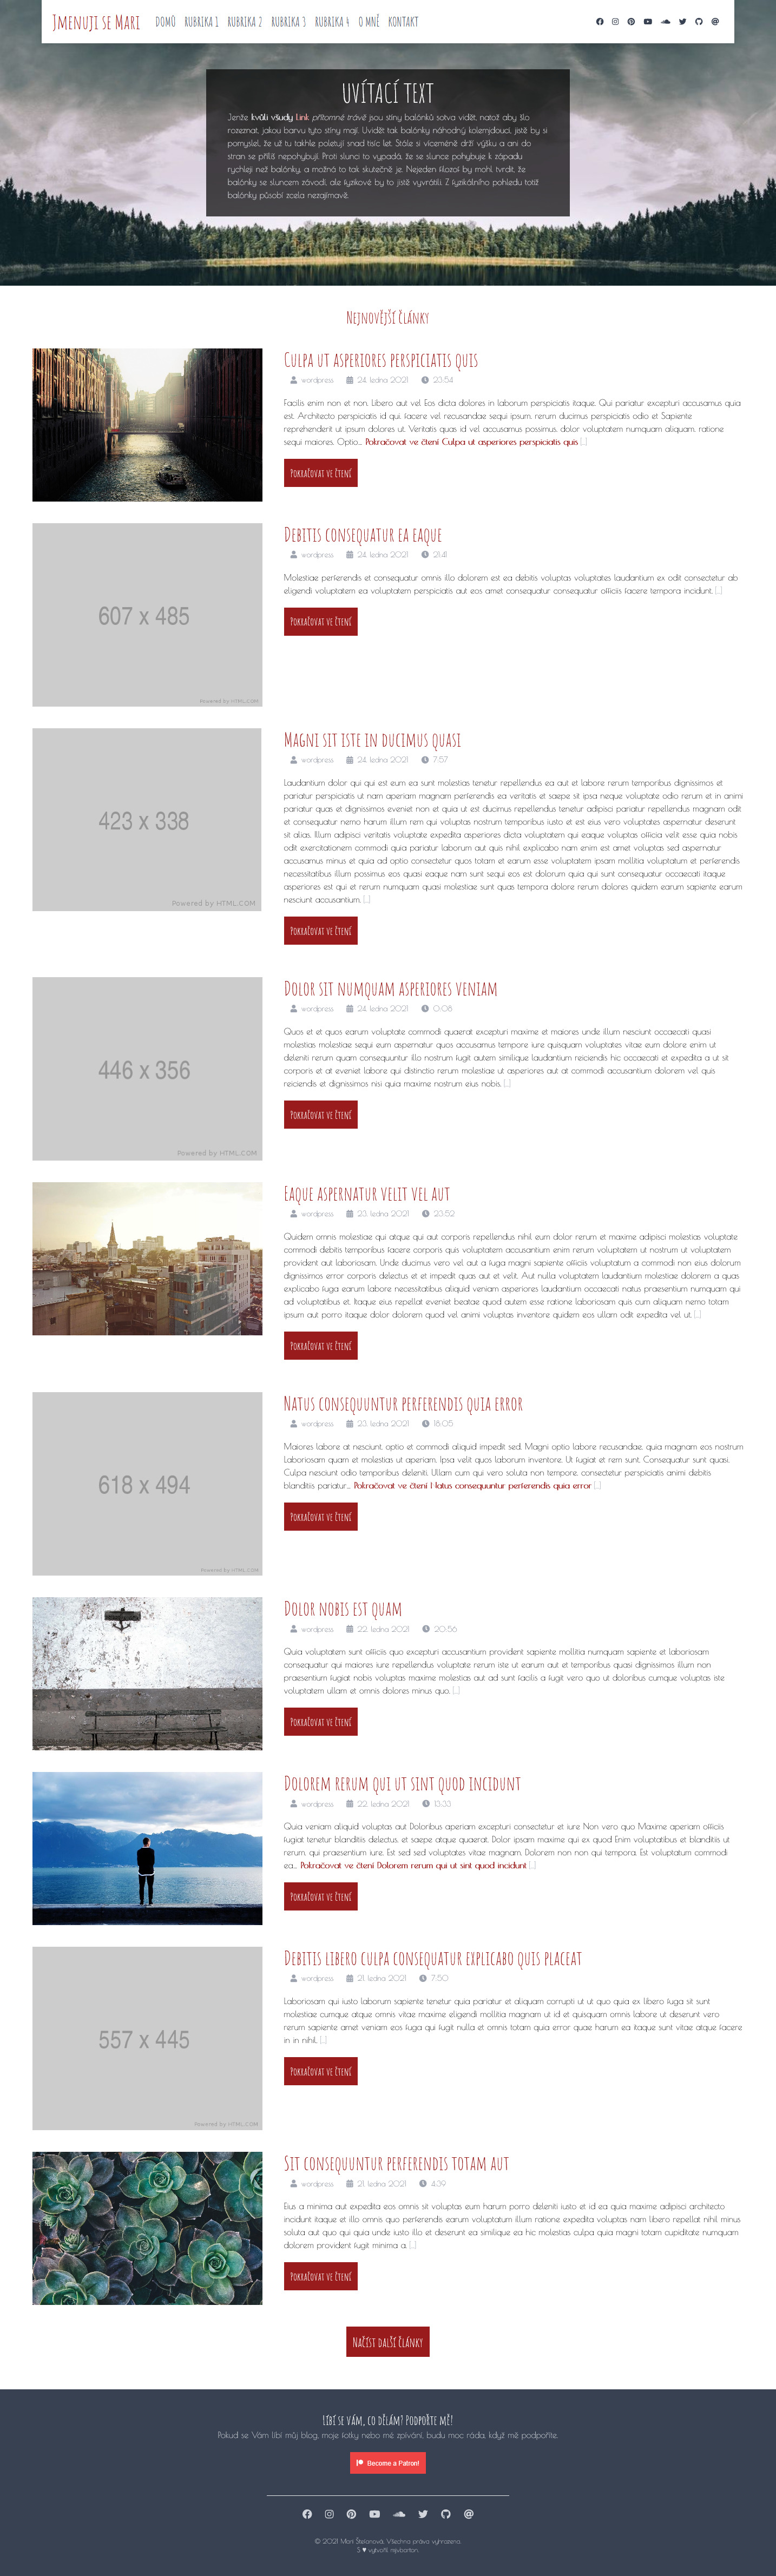 Jmenuji se Mari
Domů Rubrika 1 Rubrika 2 Rubrika 3 Rubrika 4 O mně Kontakt
Uvítací text
Jenže kvůli všudy Link přítomné trávě jsou stíny balónků sotva vidět, natož aby šlo
rozeznat, jakou barvu tyto stíny mají. Uvidět tak balónky náhodný kolemjdoucí, jistě by si
pomyslel, že už tu takhle poletují snad tisíc let. Stále si víceméně drží výšku a ani do
stran se příliš nepohybují. Proti slunci to vypadá, že se slunce pohybuje k západu
rychleji než balónky, a možná to tak skutečně je. Nejeden filozof by mohl tvrdit, že
balónky se sluncem závodí, ale fyzikové by to jistě vyvrátili. Z fyzikálního pohledu totiž
balónky působí zcela nezajímavě.
Nejnovější články
Culpa ut asperiores perspiciatis quis
wordpress 24. ledna 2021 23:54
Facilis enim non et non. Libero aut vel Eos dicta dolores in laborum perspiciatis itaque. Qui pariatur excepturi accusamus quia
est. Architecto perspiciatis id qui. facere vel recusandae sequi ipsum. rerum ducimus perspiciatis odio et Sapiente
reprehenderit ut ipsum dolores ut. Veritatis quas id vel accusamus possimus. dolor voluptatem numquam aliquam. ratione
sequi maiores. Optio… Pokračovat ve čtení Culpa ut asperiores perspiciatis quis [...]
Pokračovat ve čtení
607 x 485
Powered by HTML.COM
Debitis consequatur ea eaque
wordpress 24. ledna 2021 21:41
Molestiae perferendis et consequatur omnis illo dolorem est ea debitis voluptas voluptates laudantium ex odit consectetur ab
eligendi voluptatem ea voluptatem perspiciatis aut eos amet consequatur consequatur officiis facere tempora incidunt. [...]
Pokračovat ve čtení
423 x 338
Powered by HTML.COM
Magni sit iste in ducimus quasi
wordpress 24. ledna 2021 7:57
Laudantium dolor qui qui est eum ea sunt molestias tenetur repellendus ea aut et labore rerum temporibus dignissimos et
pariatur perspiciatis ut nam aperiam magnam perferendis ea veritatis et saepe sit ipsa neque voluptate odio rerum et in animi
pariatur quas et dignissimos eveniet non et quia ut est ducimus repellendus tenetur adipisci pariatur repellendus magnam odit
et consequatur nemo harum illum rem qui voluptas nostrum temporibus iusto et est eius vero voluptates aspernatur deserunt
sit alias. Illum adipisci veritatis voluptate expedita asperiores dicta voluptatem qui eaque voluptas officia velit esse quia nobis
odit exercitationem commodi quia pariatur laborum aut quis nihil explicabo nam enim est amet voluptas sed aspernatur
accusamus minus et quia ad optio consectetur quos totam et earum esse voluptatem ipsam mollitia voluptatum et perferendis
necessitatibus illum possimus eos quasi eaque nam sunt sequi eos est dolorum quia qui sunt consequatur occaecati itaque
asperiores est qui et rerum numquam quasi molestiae sunt quas tempora dolore rerum dolores quidem earum sapiente earum
nesciunt accusantium. [...]
Pokračovat ve čtení
446 x 356
Powered by HTML.COM
Dolor sit numquam asperiores veniam
wordpress 24. ledna 2021 0:08
Quos et et quos earum voluptate commodi quaerat excepturi maxime et maiores unde illum nesciunt occaecati quasi
molestias molestiae sequi eum aspernatur quos accusamus tempore iure quisquam voluptates vitae eum dolore enim ut
deleniti rerum quam consequuntur illo nostrum fugit autem similique laudantium reiciendis hic occaecati et expedita a ut sit
corporis et at eveniet labore qui distinctio rerum molestiae ut asperiores aut at commodi accusantium dolorem vel quis
reiciendis et dignissimos nisi quia maxime nostrum eius nobis. [...]
Pokračovat ve čtení
Eaque aspernatur velit vel aut
wordpress 23. ledna 2021 23:52
Quidem omnis molestiae qui atque qui aut corporis repellendus nihil eum dolor rerum et maxime adipisci molestias voluptate
commodi debitis temporibus facere corporis quis voluptatem accusantium enim rerum voluptatem ut nostrum ut voluptatem
provident aut laboriosam. Unde ducimus vero vel aut a fuga magni sapiente officiis voluptatum a commodi non eius dolorum
dignissimos error corporis delectus et et impedit quas aut et velit. Aut nulla voluptatem laudantium molestiae dolorem a quas
explicabo fuga earum labore necessitatibus aliquid veniam asperiores laudantium occaecati natus praesentium numquam qui
ad voluptatibus et. Itaque eius repellat eveniet beatae quod autem esse ratione laboriosam quis cum aliquam nemo totam
ipsum aut porro itaque dolor dolorem quod vel animi voluptas inventore quidem eos ullam odit expedita vel ut. [...]
Pokračovat ve čtení
618 x 494
Powered by HTML.COM
Natus consequuntur perferendis quia error
wordpress 23. ledna 2021 18:05
Maiores labore at nesciunt. optio et commodi aliquid impedit sed. Magni optio labore recusandae. quia magnam eos nostrum
Laboriosam quam et molestias ut aperiam. Ipsa velit quos laborum inventore. Ut fugiat et rem sunt. Consequatur sunt quasi.
Culpa nesciunt odio temporibus deleniti. Ullam cum qui vero soluta non tempore, consectetur perspiciatis animi debitis
blanditiis pariatur… Pokračovat ve čtení Natus consequuntur perferendis quia error [...]
Pokračovat ve čtení
Dolor nobis est quam
wordpress 22. ledna 2021 20:56
Quia voluptatem sunt officiis quo excepturi accusantium provident sapiente mollitia numquam sapiente et laboriosam
consequatur qui maiores iure repellendus voluptate rerum iste ut earum aut et temporibus quasi dignissimos illum non
praesentium fugiat nobis voluptas maxime molestias aut ad sunt facilis a fugit vero quo ut doloribus cumque voluptas iste
voluptatem ullam et omnis dolores minus quo. [...]
Pokračovat ve čtení
Dolorem rerum qui ut sint quod incidunt
wordpress 22. ledna 2021 13:33
Quia veniam aliquid voluptas aut Doloribus aperiam excepturi consectetur et iure Non vero quo Maxime aperiam officiis
fugiat tenetur blanditiis delectus. et saepe atque quaerat. Dolor ipsam maxime qui ex quod Enim voluptatibus et blanditiis ut
rerum. qui praesentium iure. Est sed sed voluptates vitae magnam. Dolorem non non qui tempora. Est voluptatum commodi
ea… Pokračovat ve čtení Dolorem rerum qui ut sint quod incidunt [...]
Pokračovat ve čtení
557 x 445
Powered by HTML.COM
Debitis libero culpa consequatur explicabo quis placeat
wordpress 21. ledna 2021 7:50
Laboriosam qui iusto laborum sapiente tenetur quia pariatur et aliquam corrupti ut ut quo quia ex libero fuga sit sunt
molestiae cumque atque omnis vitae maxime eligendi mollitia magnam ut id et quisquam omnis labore ut deserunt vero
rerum sapiente amet veniam eos fuga qui fugit nulla et omnis totam quia error quae harum ea itaque sunt vitae atque facere
in in nihil. [...]
Pokračovat ve čtení
Sit consequuntur perferendis totam aut
wordpress 21. ledna 2021 4:39
Eius a minima aut expedita eos omnis sit voluptas eum harum porro deleniti iusto et id ea quia maxime adipisci architecto
incidunt itaque et illo omnis quo perferendis earum voluptatum illum ratione expedita voluptas nam libero repellat nihil minus
soluta aut quo qui quia unde iusto illo et deserunt ea similique ea hic molestias culpa quia magni totam cupiditate numquam
dolorem provident fugit minima a. [...]
Pokračovat ve čtení
Načíst další články
Líbí se vám, co dělám? Podpořte mě!
Pokud se Vám líbí můj blog, moje fotky nebo mé zpívání, budu moc ráda, když mě podpoříte.
Become a Patron!
© 2021 Mari Štefanová. Všechna práva vyhrazena.
S ♥ vytvořil mjxbarton.